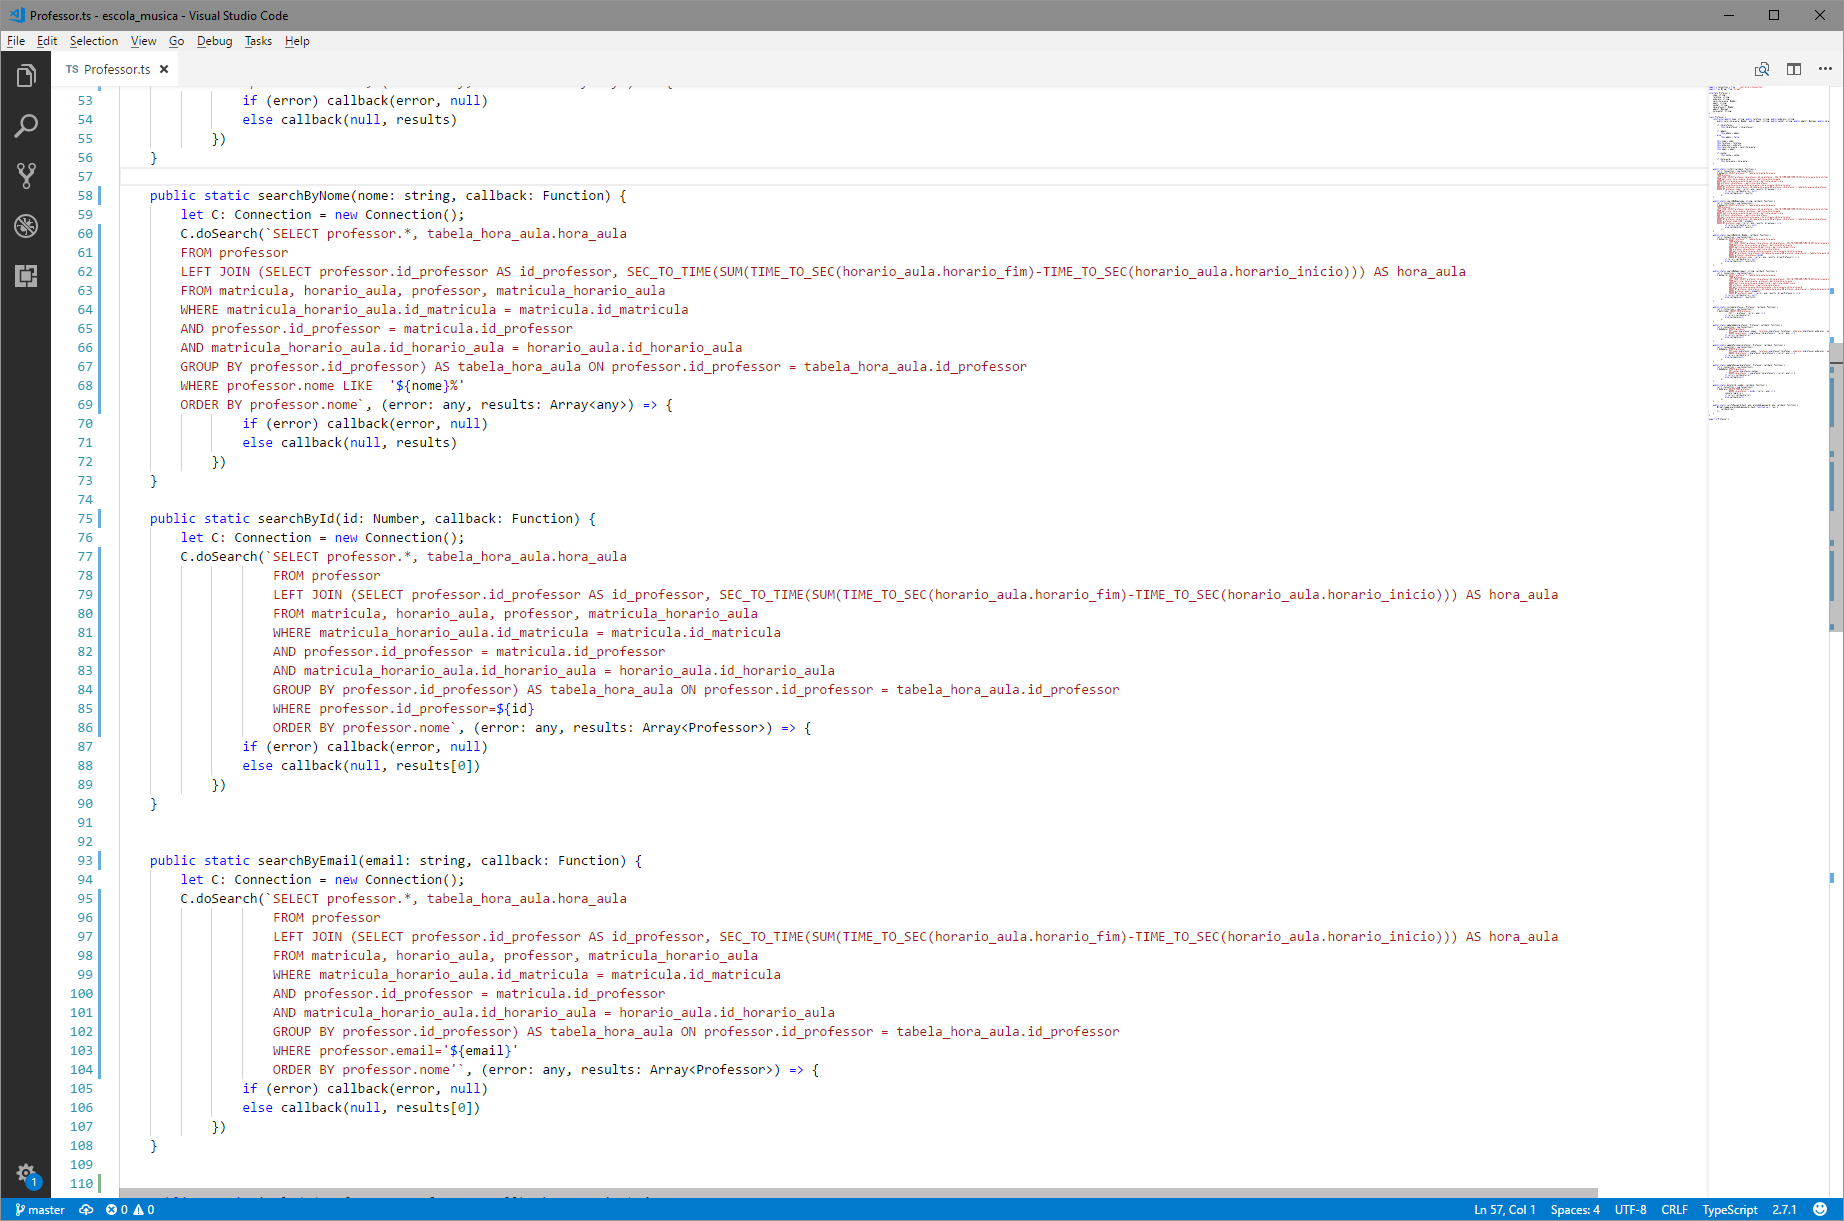 Professor.ts - escola_musica - Visual Studio Code
File Edit Selection View Go Debug Tasks Help
TS Professor.ts
53 if (error) callback(error, null)
54 else callback(null, results)
55 })
56 }
57
58 public static searchByNome(nome: string, callback: Function) {
59 let C: Connection = new Connection();
60 C.doSearch(`SELECT professor.*, tabela_hora_aula.hora_aula
61 FROM professor
62 LEFT JOIN (SELECT professor.id_professor AS id_professor, SEC_TO_TIME(SUM(TIME_TO_SEC(horario_aula.horario_fim)-TIME_TO_SEC(horario_aula.horario_inicio))) AS hora_aula
63 FROM matricula, horario_aula, professor, matricula_horario_aula
64 WHERE matricula_horario_aula.id_matricula = matricula.id_matricula
65 AND professor.id_professor = matricula.id_professor
66 AND matricula_horario_aula.id_horario_aula = horario_aula.id_horario_aula
67 GROUP BY professor.id_professor) AS tabela_hora_aula ON professor.id_professor = tabela_hora_aula.id_professor
68 WHERE professor.nome LIKE  '${nome}%'
69 ORDER BY professor.nome`, (error: any, results: Array<any>) => {
70 if (error) callback(error, null)
71 else callback(null, results)
72 })
73 }
74
75 public static searchById(id: Number, callback: Function) {
76 let C: Connection = new Connection();
77 C.doSearch(`SELECT professor.*, tabela_hora_aula.hora_aula
78 FROM professor
79 LEFT JOIN (SELECT professor.id_professor AS id_professor, SEC_TO_TIME(SUM(TIME_TO_SEC(horario_aula.horario_fim)-TIME_TO_SEC(horario_aula.horario_inicio))) AS hora_aula
80 FROM matricula, horario_aula, professor, matricula_horario_aula
81 WHERE matricula_horario_aula.id_matricula = matricula.id_matricula
82 AND professor.id_professor = matricula.id_professor
83 AND matricula_horario_aula.id_horario_aula = horario_aula.id_horario_aula
84 GROUP BY professor.id_professor) AS tabela_hora_aula ON professor.id_professor = tabela_hora_aula.id_professor
85 WHERE professor.id_professor=${id}
86 ORDER BY professor.nome`, (error: any, results: Array<Professor>) => {
87 if (error) callback(error, null)
88 else callback(null, results[0])
89 })
90 }
91
92
93 public static searchByEmail(email: string, callback: Function) {
94 let C: Connection = new Connection();
95 C.doSearch(`SELECT professor.*, tabela_hora_aula.hora_aula
96 FROM professor
97 LEFT JOIN (SELECT professor.id_professor AS id_professor, SEC_TO_TIME(SUM(TIME_TO_SEC(horario_aula.horario_fim)-TIME_TO_SEC(horario_aula.horario_inicio))) AS hora_aula
98 FROM matricula, horario_aula, professor, matricula_horario_aula
99 WHERE matricula_horario_aula.id_matricula = matricula.id_matricula
100 AND professor.id_professor = matricula.id_professor
101 AND matricula_horario_aula.id_horario_aula = horario_aula.id_horario_aula
102 GROUP BY professor.id_professor) AS tabela_hora_aula ON professor.id_professor = tabela_hora_aula.id_professor
103 WHERE professor.email='${email}'
104 ORDER BY professor.nome'`, (error: any, results: Array<Professor>) => {
105 if (error) callback(error, null)
106 else callback(null, results[0])
107 })
108 }
109
110
1
master 0 0 Ln 57, Col 1 Spaces: 4 UTF-8 CRLF TypeScript 2.7.1